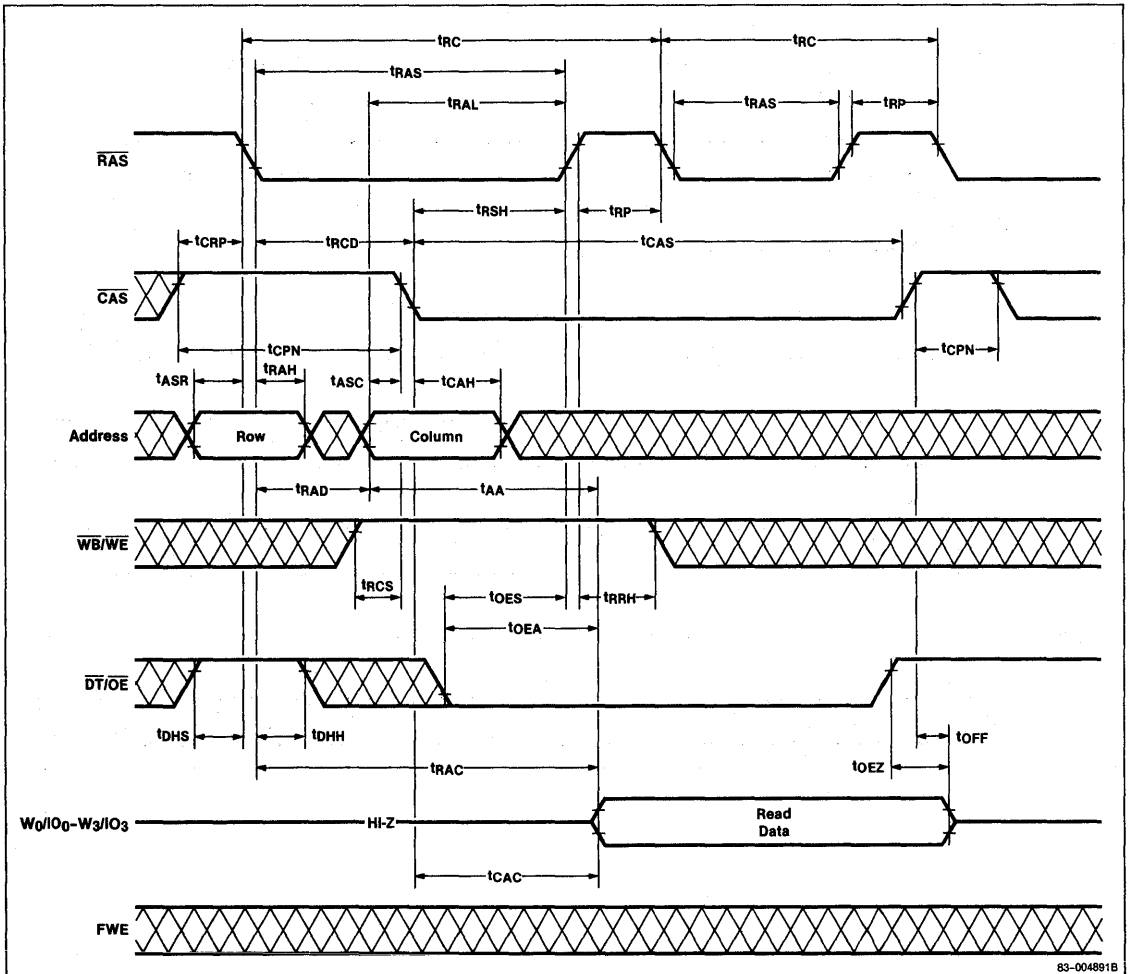 tRC tRC
tRAS
tRAL tRAS tRP
RAS
tRSH tRP
tCRP tRCD tCAS
CAS
tCPN tCPN
tASR tRAH tASC tCAH
Address Row Column
tRAD tAA
WB/WE
tRCS tOES tRRH
tOEA
DT/OE
tDHS tDHH tOFF
tRAC tOEZ
W0/IO0–W3/IO3 HI-Z Read
Data
tCAC
FWE
83-004891B